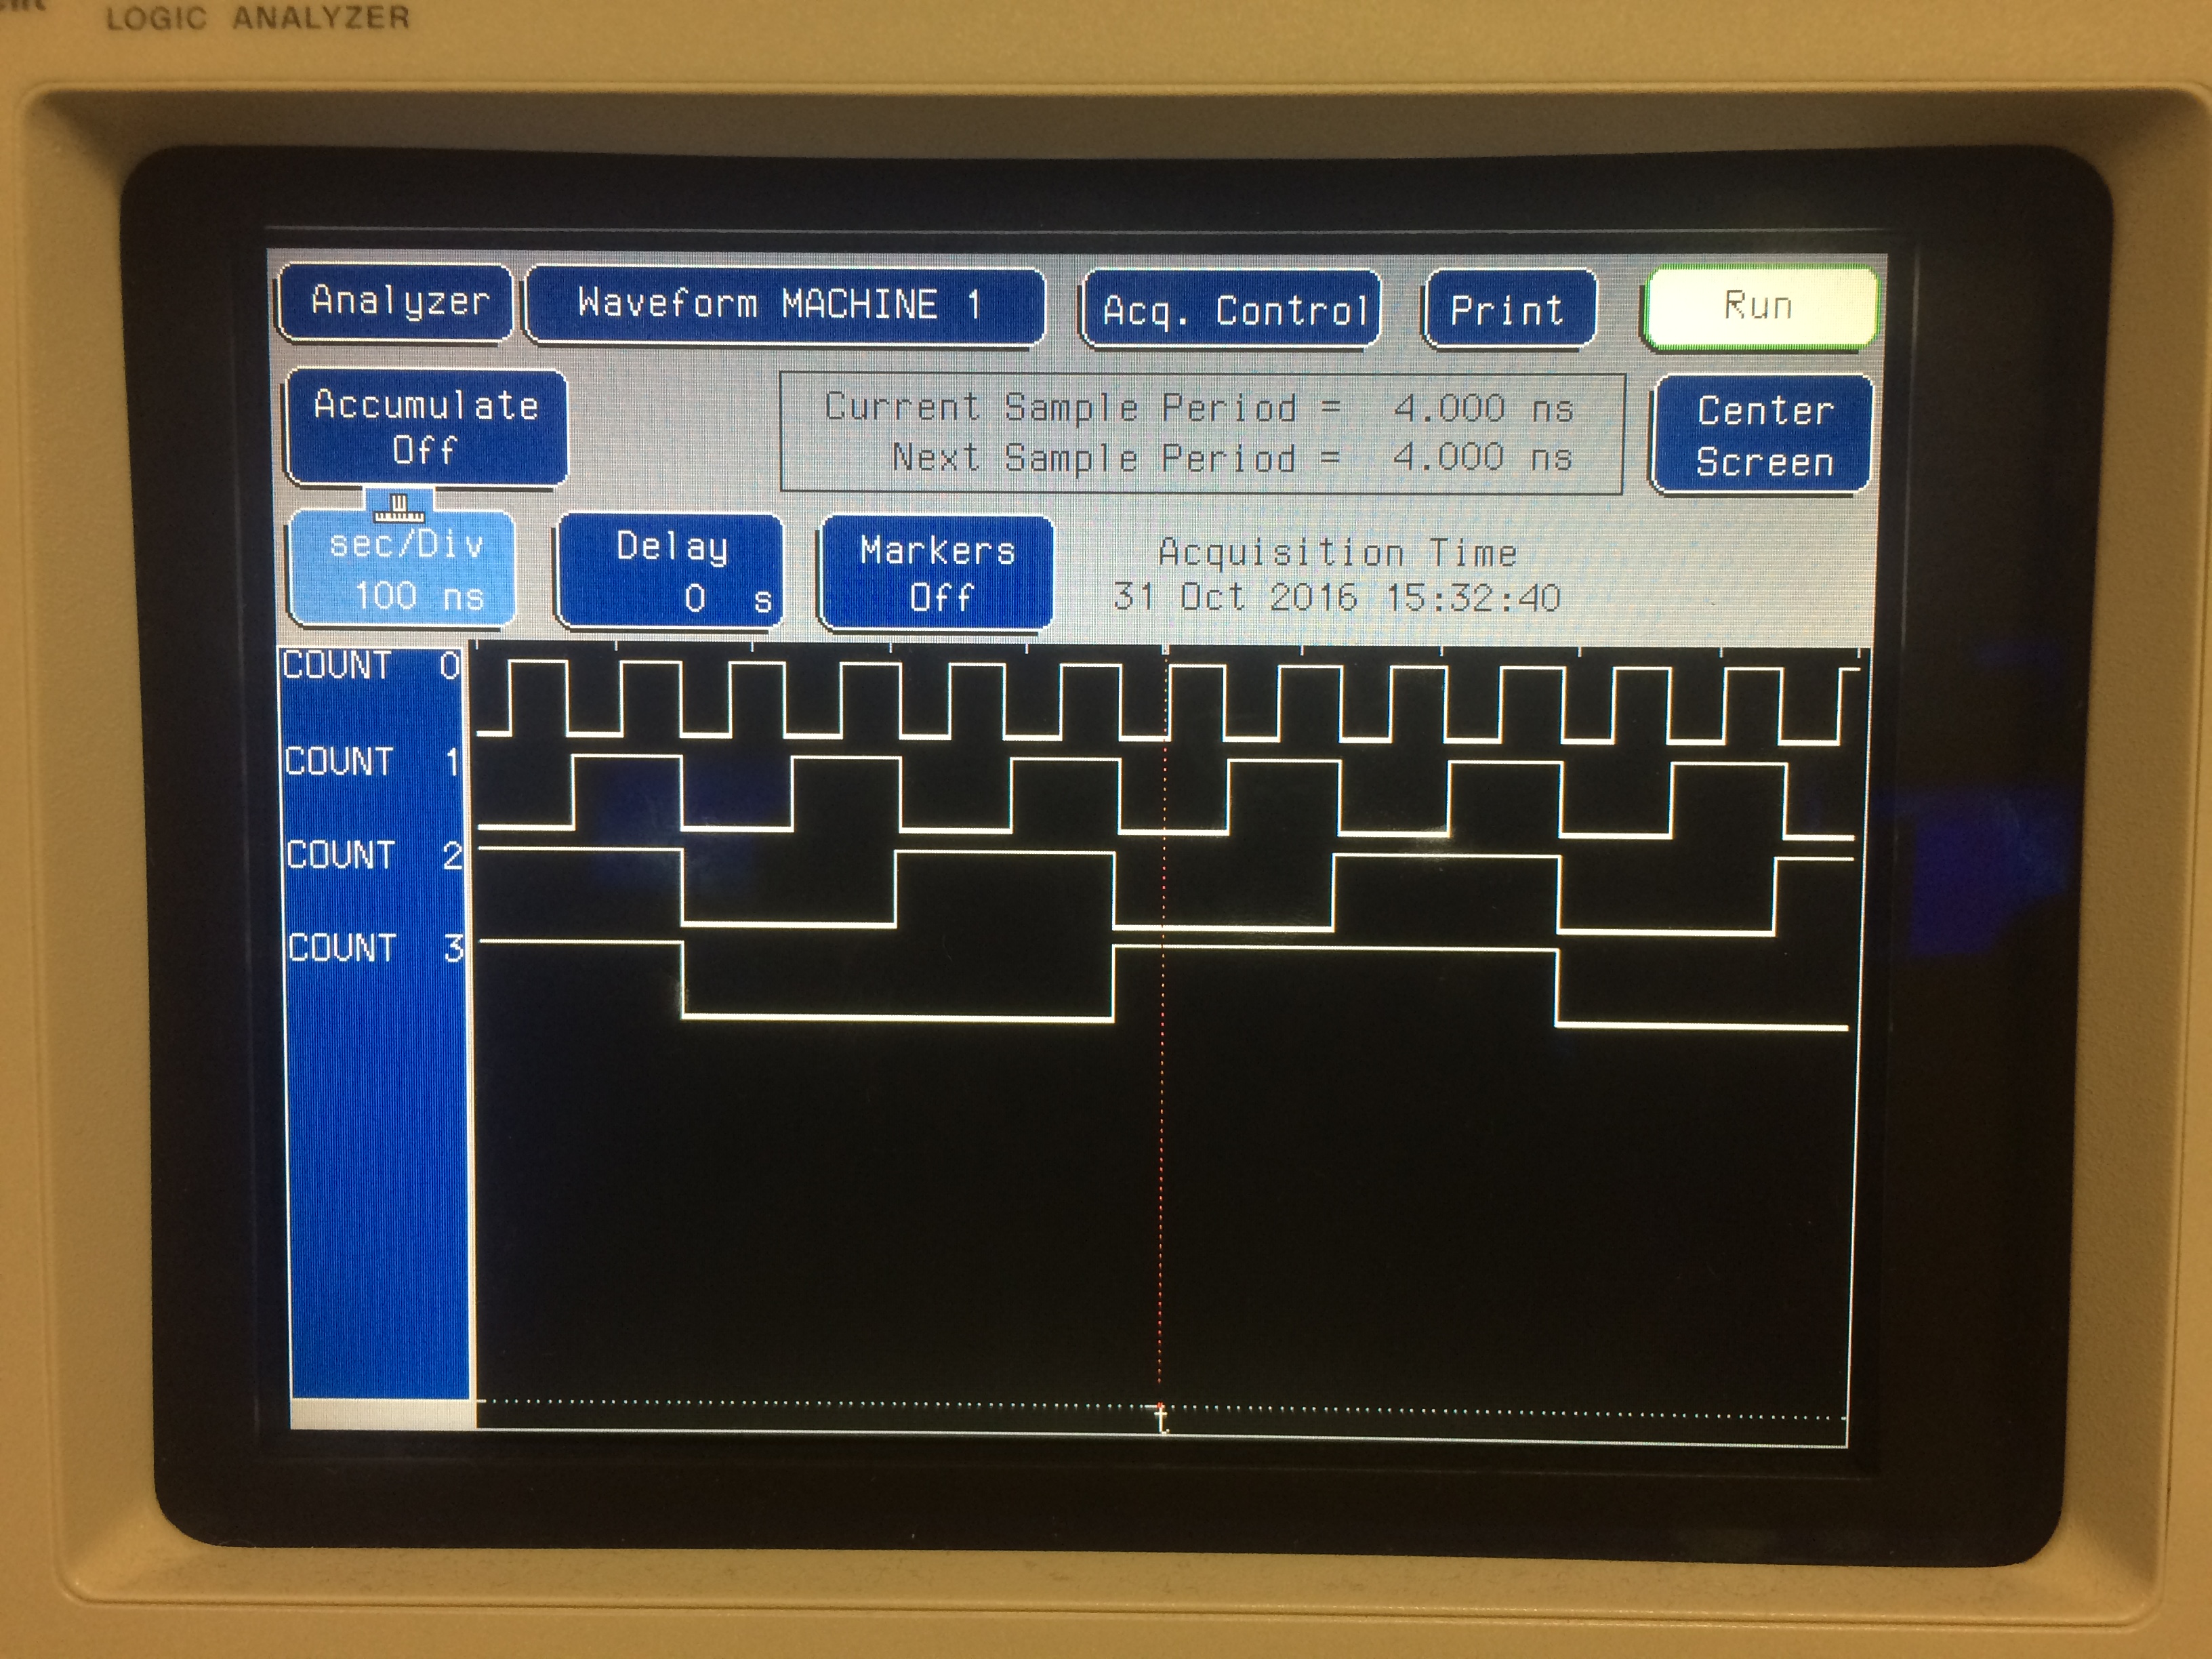 LOGIC ANALYZER
Analyzer
Waveform MACHINE 1
Acq. Control
Print
Run
Accumulate
Off
Current Sample Period = 4.000 ns
Next Sample Period = 4.000 ns
Center
Screen
sec/Div
100 ns
Delay
0 s
Markers
Off
Acquisition Time
31 Oct 2016 15:32:40
COUNT 0
COUNT 1
COUNT 2
COUNT 3
t